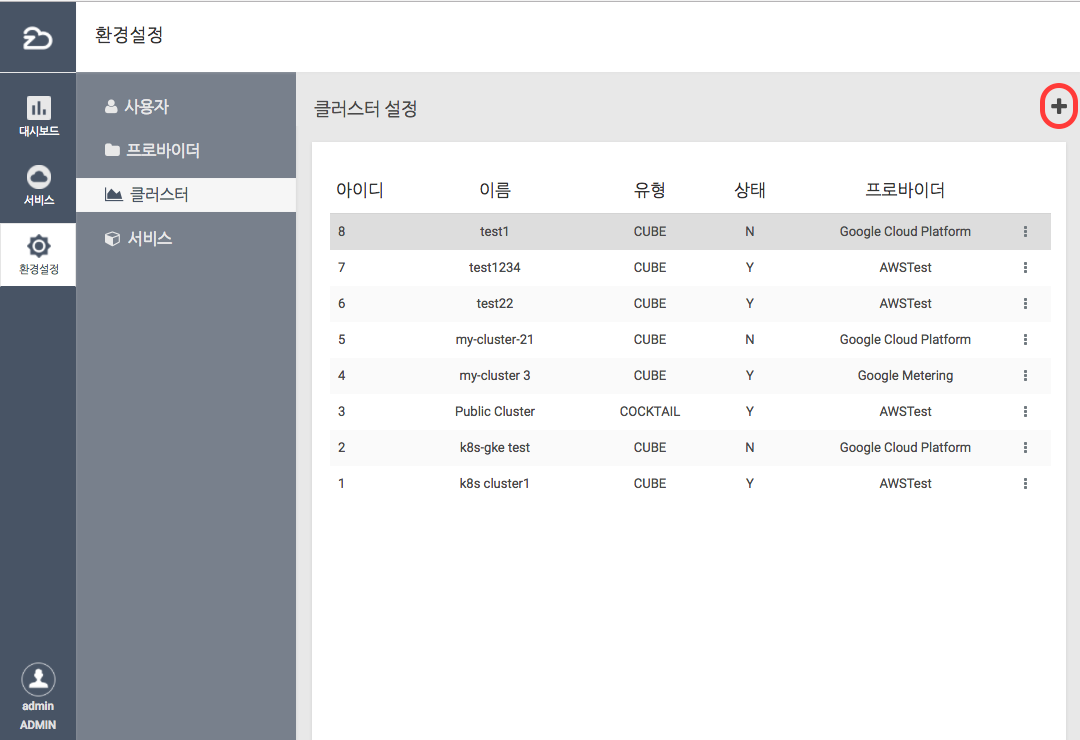 환경설정
대시보드
서비스
환경설정
admin
ADMIN
사용자
프로바이더
클러스터
서비스
클러스터 설정
아이디 이름 유형 상태 프로바이더
8 test1 CUBE N Google Cloud Platform
7 test1234 CUBE Y AWSTest
6 test22 CUBE Y AWSTest
5 my-cluster-21 CUBE N Google Cloud Platform
4 my-cluster 3 CUBE Y Google Metering
3 Public Cluster COCKTAIL Y AWSTest
2 k8s-gke test CUBE N Google Cloud Platform
1 k8s cluster1 CUBE Y AWSTest